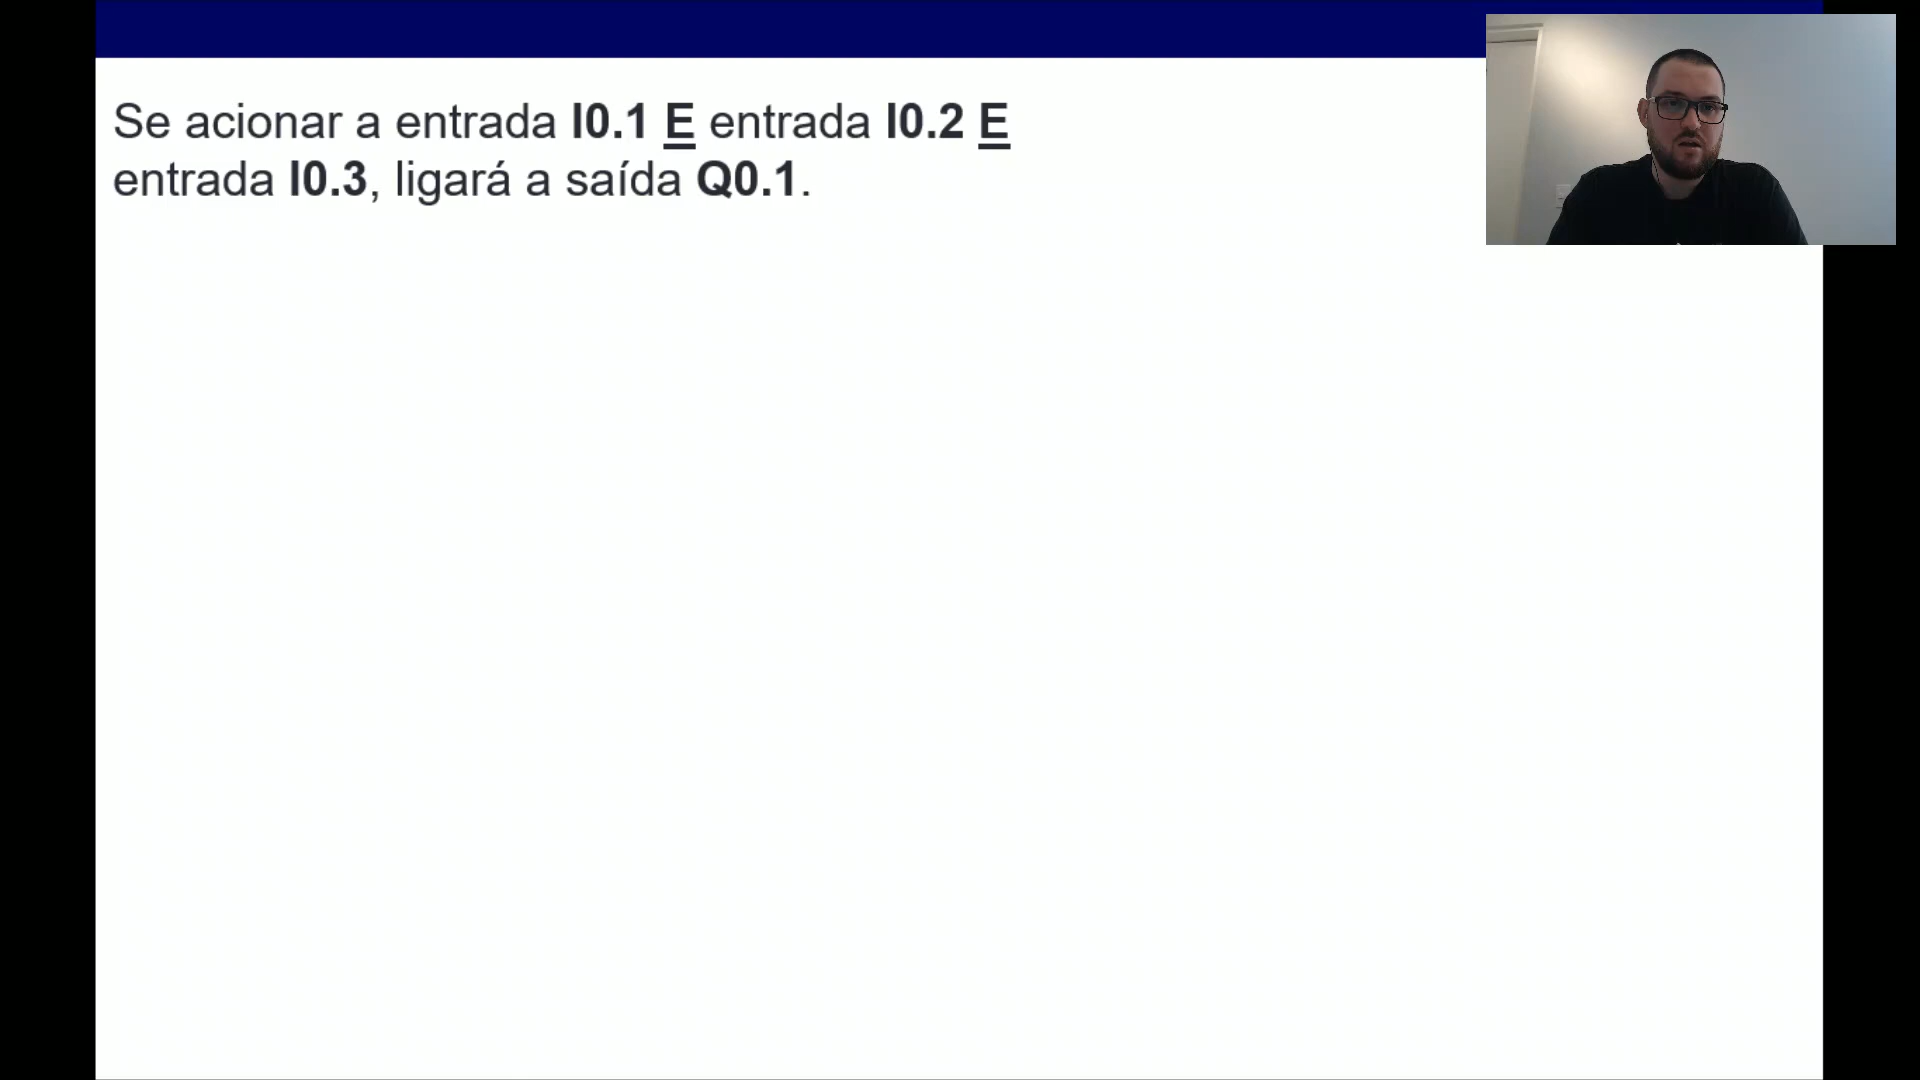 Se acionar a entrada I0.1 E entrada I0.2 E
entrada I0.3, ligará a saída Q0.1.